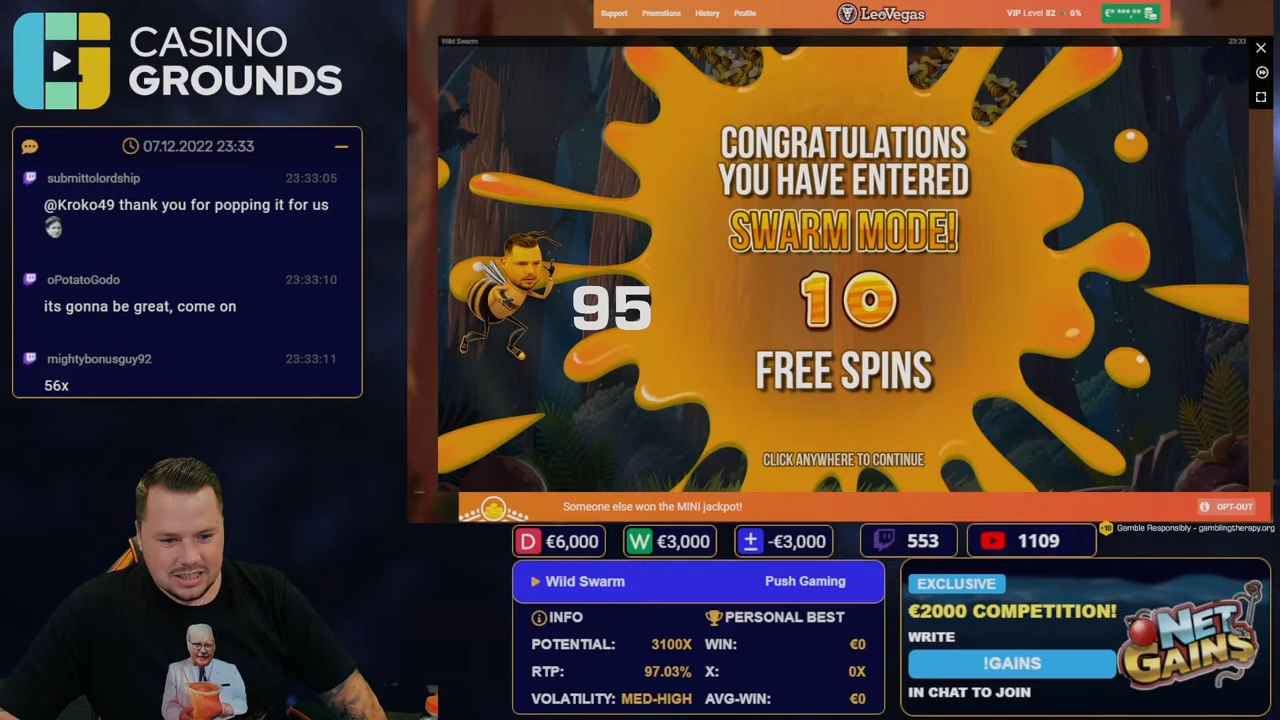 CASINO
GROUNDS
07.12.2022 23:33
submittolordship 23:33:05
@Kroko49 thank you for popping it for us
oPotatoGodo 23:33:10
its gonna be great, come on
mightybonusguy92 23:33:11
56x
Support Promotions History Profile
LeoVegas
VIP Level 82 6%
€* ***,**
Wild Swarm 23:33
CONGRATULATIONS
YOU HAVE ENTERED
SWARM MODE!
95
10
FREE SPINS
CLICK ANYWHERE TO CONTINUE
Someone else won the MINI jackpot!
OPT-OUT
D €6,000
W €3,000
± -€3,000
553
1109
+18 Gamble Responsibly - gamblingtherapy.org
Wild Swarm Push Gaming
INFO
POTENTIAL: 3100X
RTP: 97.03%
VOLATILITY: MED-HIGH
PERSONAL BEST
WIN: €0
X: 0X
AVG-WIN: €0
EXCLUSIVE
€2000 COMPETITION!
WRITE
!GAINS
IN CHAT TO JOIN
NET
GAINS